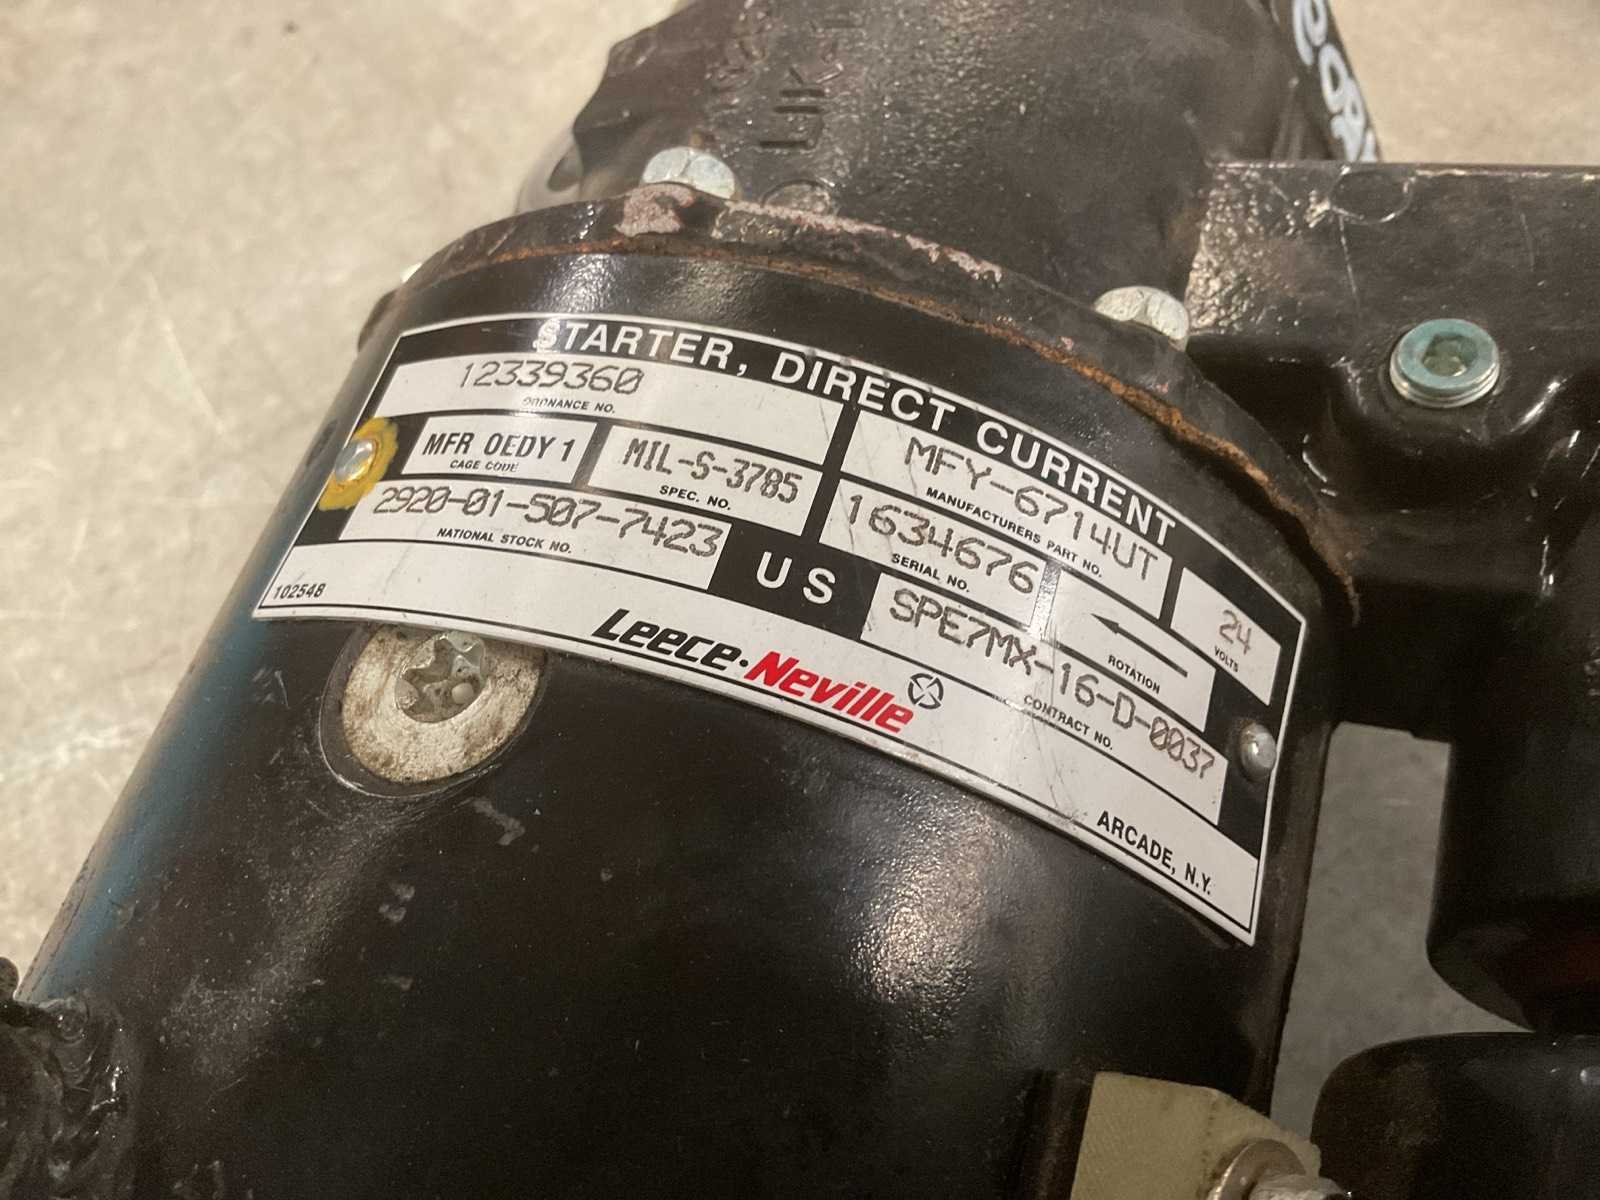 STARTER, DIRECT CURRENT
12339360
ORDNANCE NO.
MFY-6714UT
MANUFACTURERS PART NO.
24
VOLTS
MFR OEDY 1
CAGE CODE
MIL-S-3785
SPEC. NO.
1634676
SERIAL NO.
ROTATION
2920-01-507-7423
NATIONAL STOCK NO.
US
SPE7MX-16-D-0037
CONTRACT NO.
102548
Leece-Neville
ARCADE, N.Y.